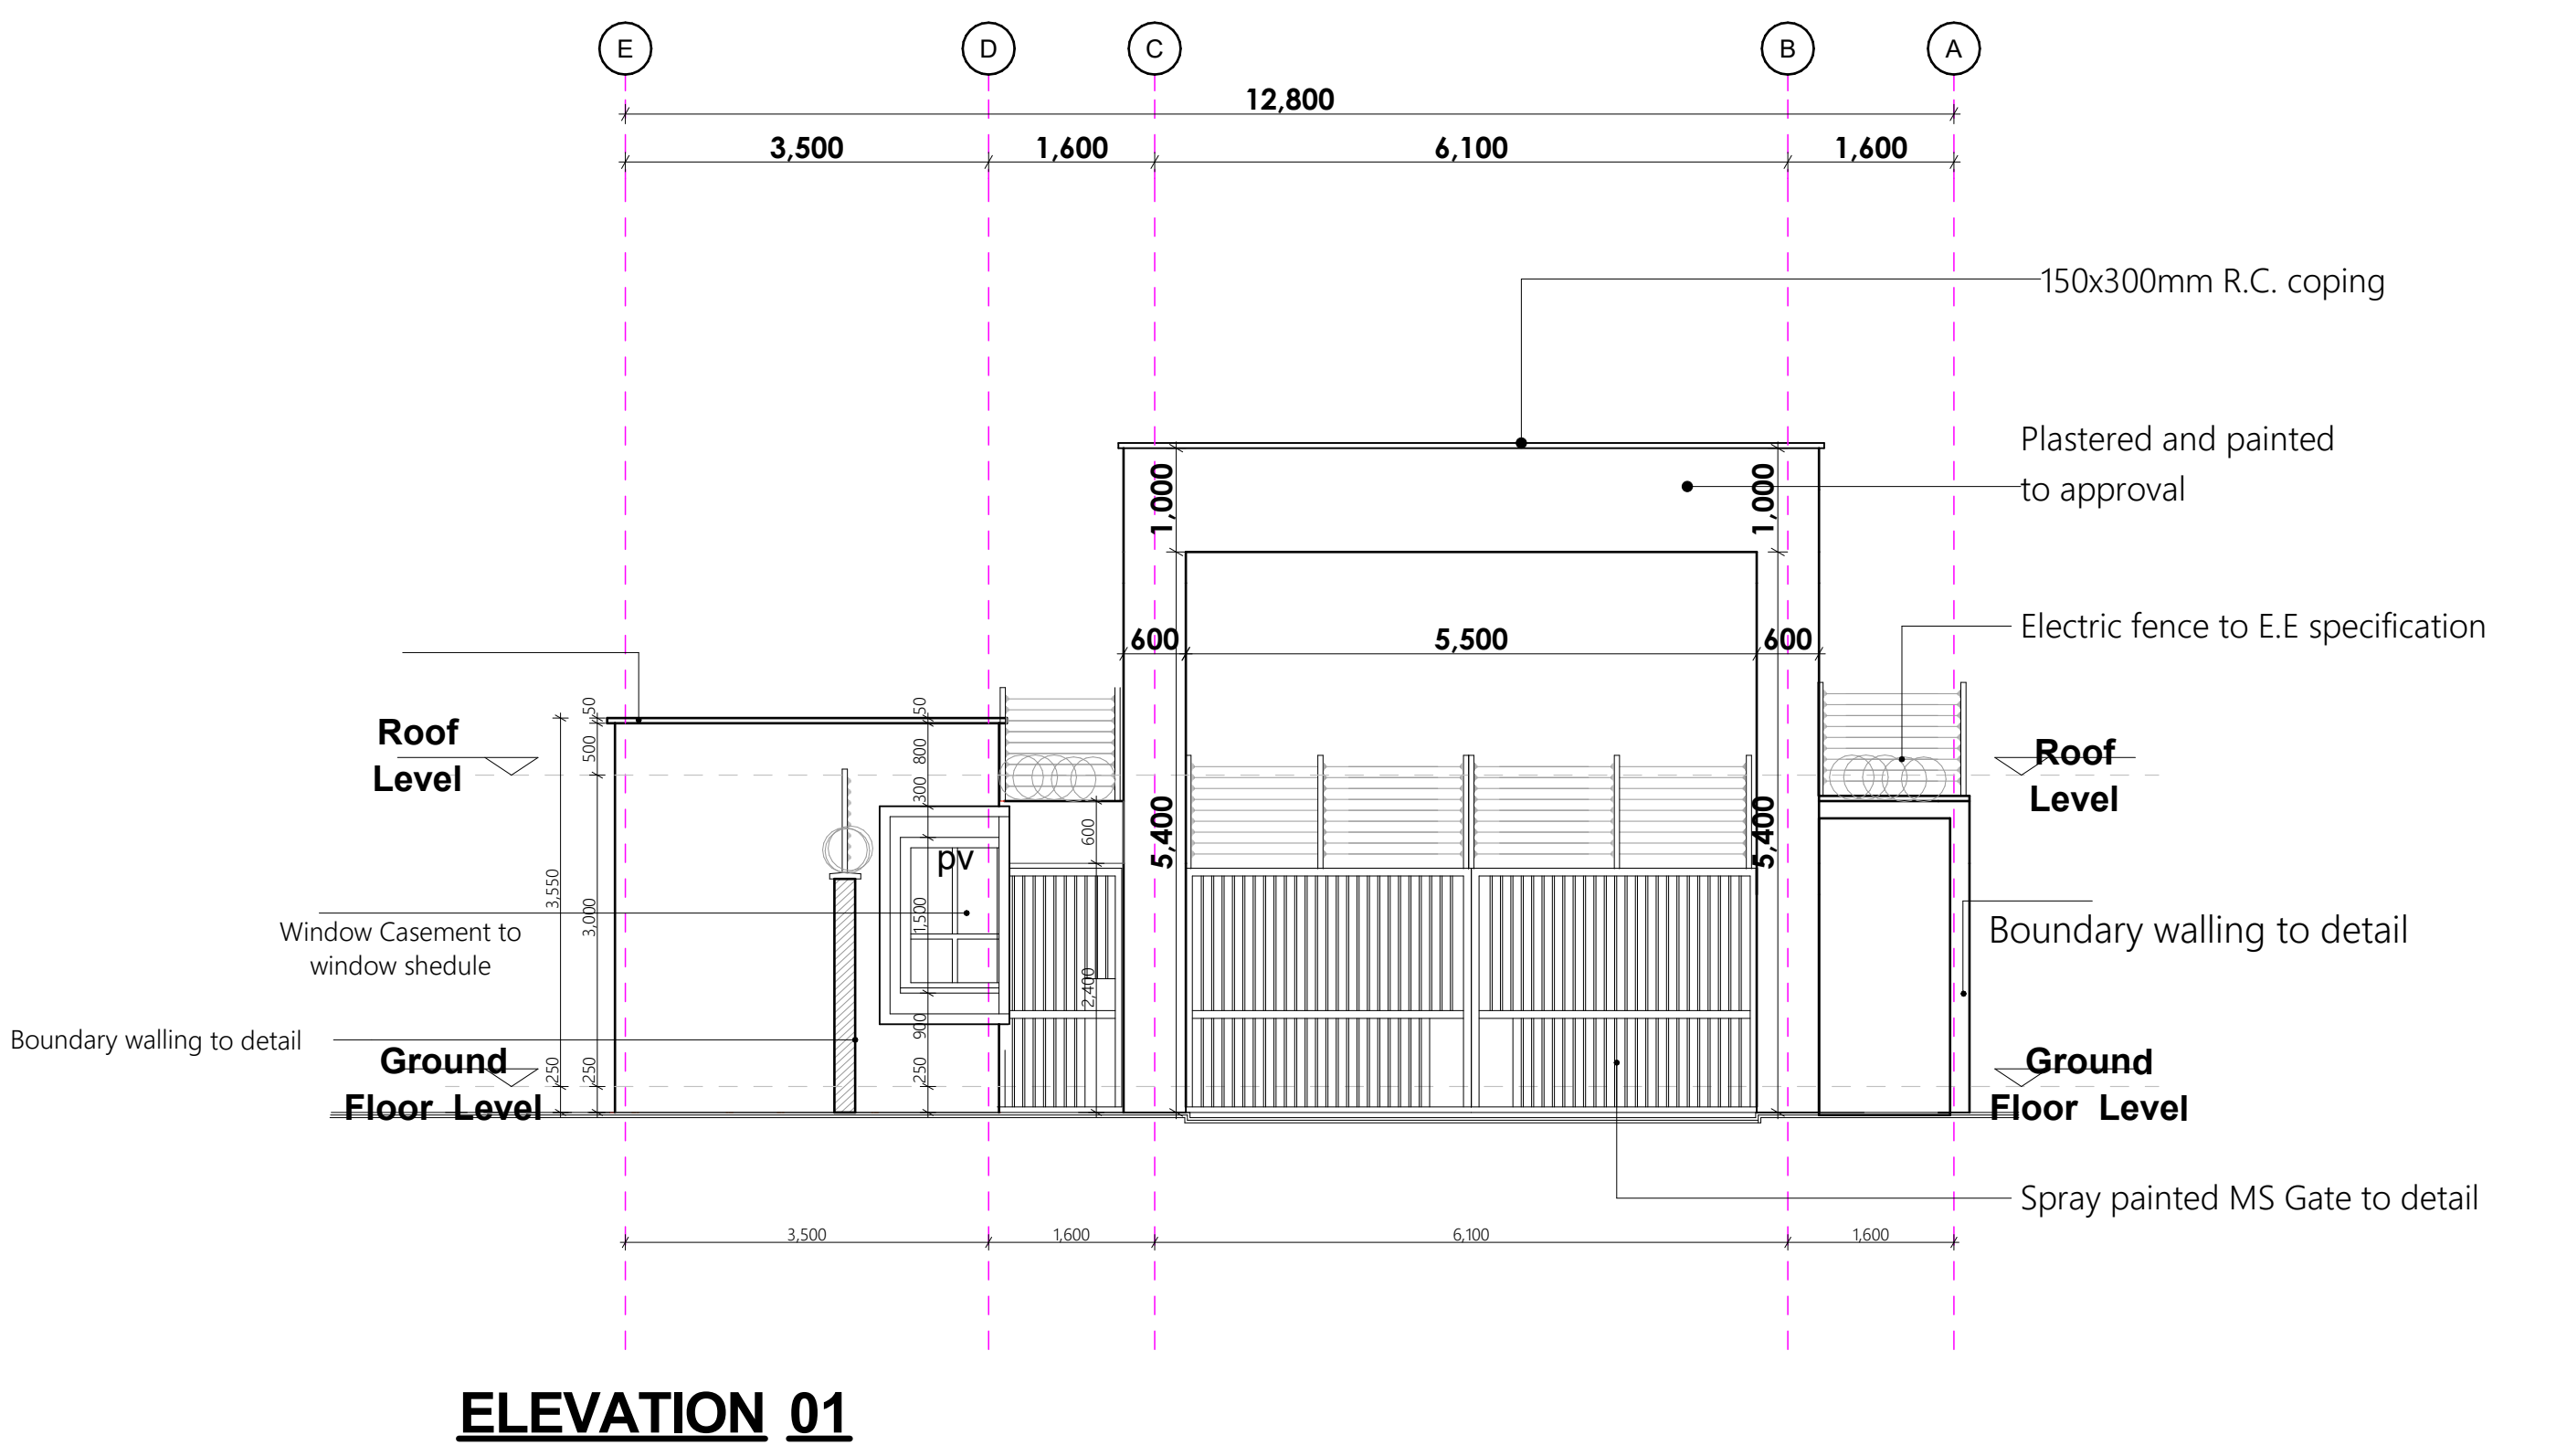 E D C B A
12,800
3,500 1,600 6,100 1,600
150x300mm R.C. coping
Plastered and painted
to approval
1,000 1,000
Electric fence to E.E specification
600 5,500 600
Roof
Level
50
500
3,550
3,000
250 250
50
800
300
1,500
900
250
pv
600
2,400
5,400 5,400
Roof
Level
Window Casement to
window shedule
Boundary walling to detail
Boundary walling to detail
Ground
Floor Level
Ground
Floor Level
Spray painted MS Gate to detail
3,500 1,600 6,100 1,600
ELEVATION 01